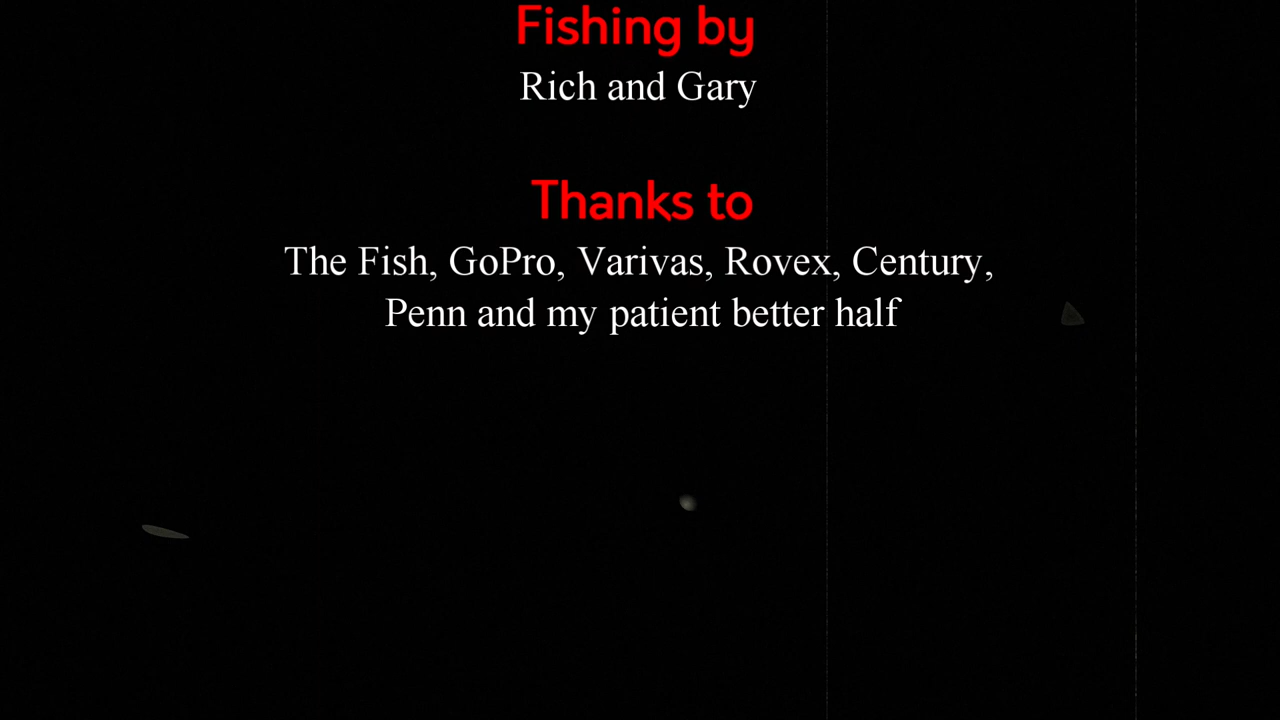 Fishing by
Rich and Gary
Thanks to
The Fish, GoPro, Varivas, Rovex, Century,
Penn and my patient better half